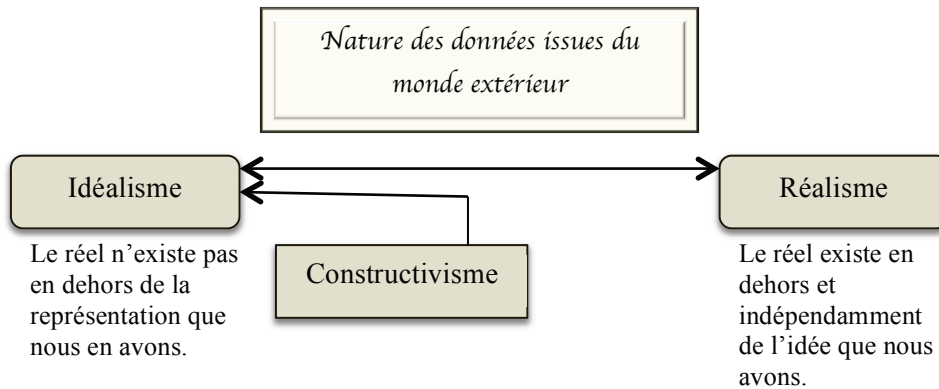 Nature des données issues du
monde extérieur
Idéalisme
Réalisme
Le réel n’existe pas
en dehors de la
représentation que
nous en avons.
Constructivisme
Le réel existe en
dehors et
indépendamment
de l’idée que nous
avons.